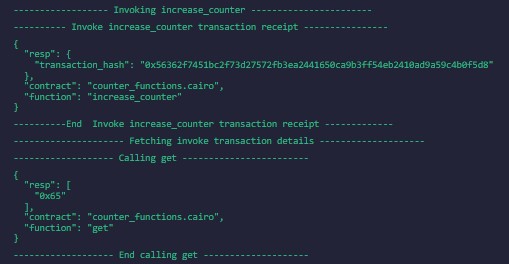 ------------------- Invoking increase_counter -----------------------
---------- Invoke increase_counter transaction receipt ----------------
{
  "resp": {
    "transaction_hash": "0x56362f7451bc2f73d27572fb3ea2441650ca9b3ff54eb2410ad9a59c4b0f5d8"
  },
  "contract": "counter_functions.cairo",
  "function": "increase_counter"
}
----------End  Invoke increase_counter transaction receipt -------------
--------------------- Fetching invoke transaction details --------------------
------------------- Calling get ------------------------
{
  "resp": [
    "0x65"
  ],
  "contract": "counter_functions.cairo",
  "function": "get"
}
------------------- End calling get --------------------